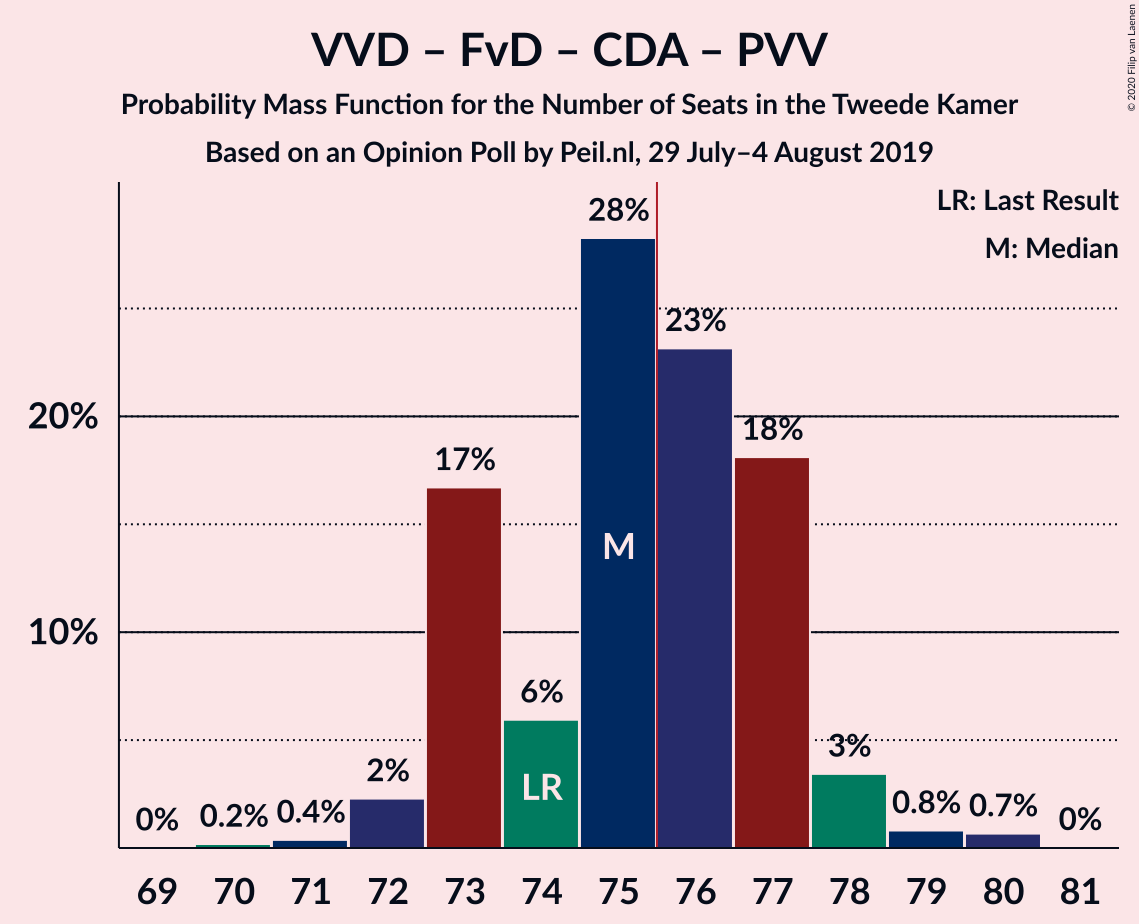 VVD – FvD – CDA – PVV
Probability Mass Function for the Number of Seats in the Tweede Kamer
Based on an Opinion Poll by Peil.nl, 29 July–4 August 2019
© 2020 Filip van Laenen
LR: Last Result
M: Median
20%
10%
0%
0.2%
0.4%
2%
17%
6%
28%
23%
18%
3%
0.8%
0.7%
0%
LR
M
69 70 71 72 73 74 75 76 77 78 79 80 81